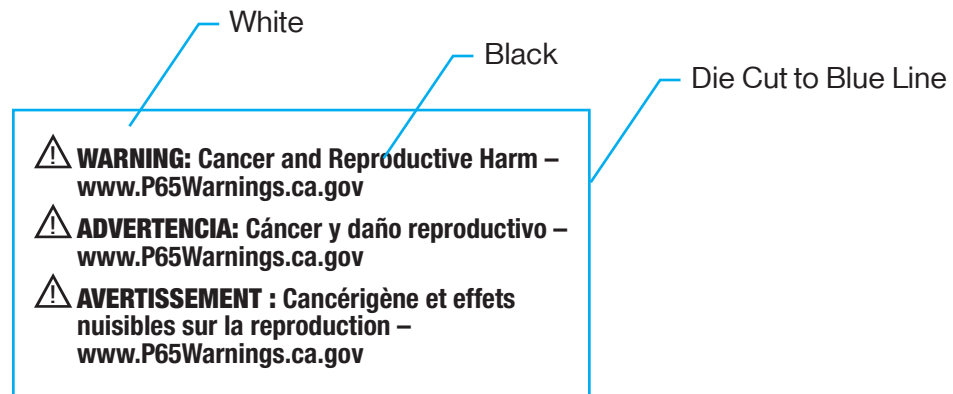 White
Black
Die Cut to Blue Line
⚠ WARNING: Cancer and Reproductive Harm –
www.P65Warnings.ca.gov
⚠ ADVERTENCIA: Cáncer y daño reproductivo –
www.P65Warnings.ca.gov
⚠ AVERTISSEMENT : Cancérigène et effets
nuisibles sur la reproduction –
www.P65Warnings.ca.gov